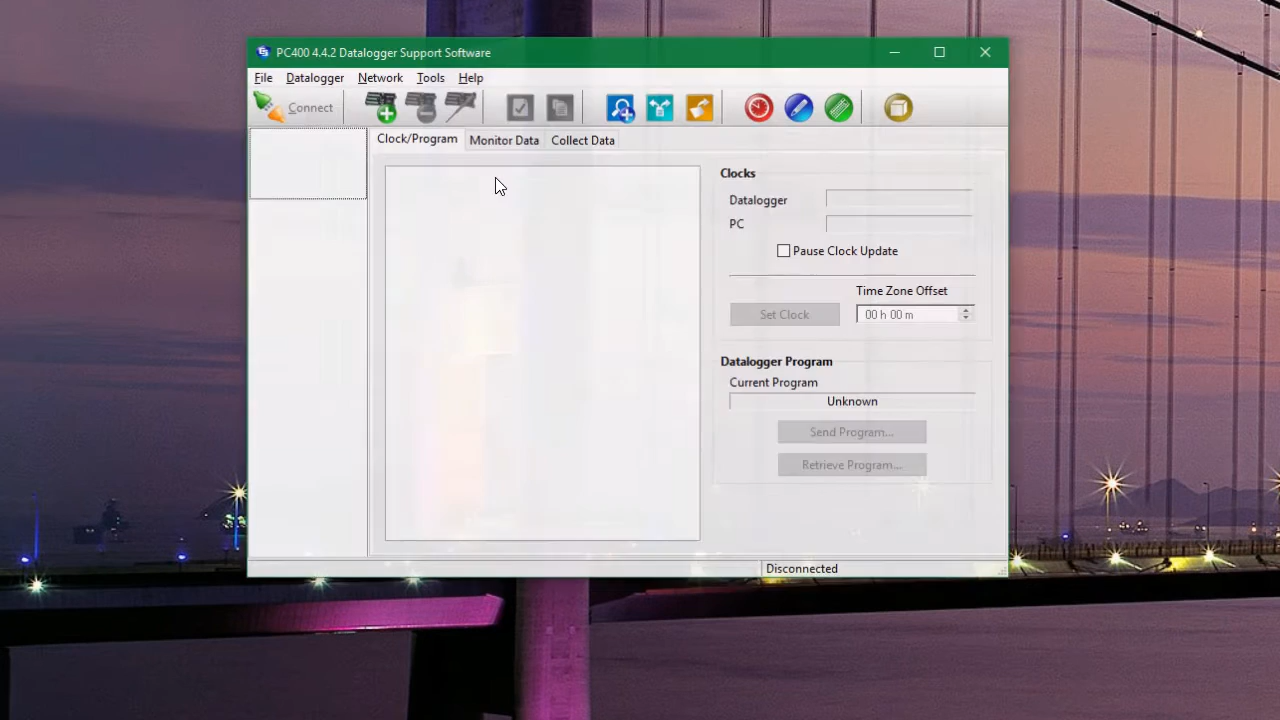 PC400 4.4.2 Datalogger Support Software
File Datalogger Network Tools Help
Connect
Clock/Program Monitor Data Collect Data
Clocks
Datalogger
PC
Pause Clock Update
Time Zone Offset
Set Clock 00 h 00 m
Datalogger Program
Current Program
Unknown
Send Program...
Retrieve Program...
Disconnected